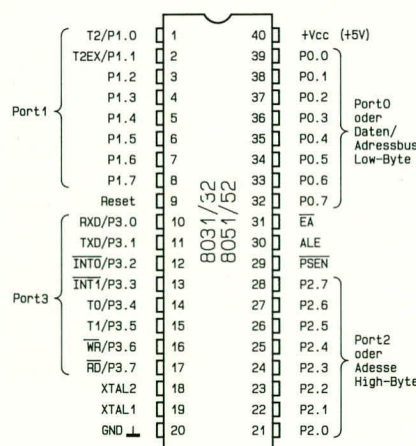 T2/P1.0 1 40 +Vcc (+5V)
T2EX/P1.1 2 39 P0.0
P1.2 3 38 P0.1
P1.3 4 37 P0.2
P1.4 5 36 P0.3
P1.5 6 35 P0.4
P1.6 7 34 P0.5
P1.7 8 33 P0.6
Reset 9 32 P0.7
RXD/P3.0 10 31 E̅A̅
TXD/P3.1 11 30 ALE
I̅N̅T̅0̅/P3.2 12 29 P̅S̅E̅N̅
I̅N̅T̅1̅/P3.3 13 28 P2.7
T0/P3.4 14 27 P2.6
T1/P3.5 15 26 P2.5
W̅R̅/P3.6 16 25 P2.4
R̅D̅/P3.7 17 24 P2.3
XTAL2 18 23 P2.2
XTAL1 19 22 P2.1
GND 20 21 P2.0
Port1
Port3
8031/32
8051/52
Port0
oder
Daten/
Adressbus
Low-Byte
Port2
oder
Adesse
High-Byte